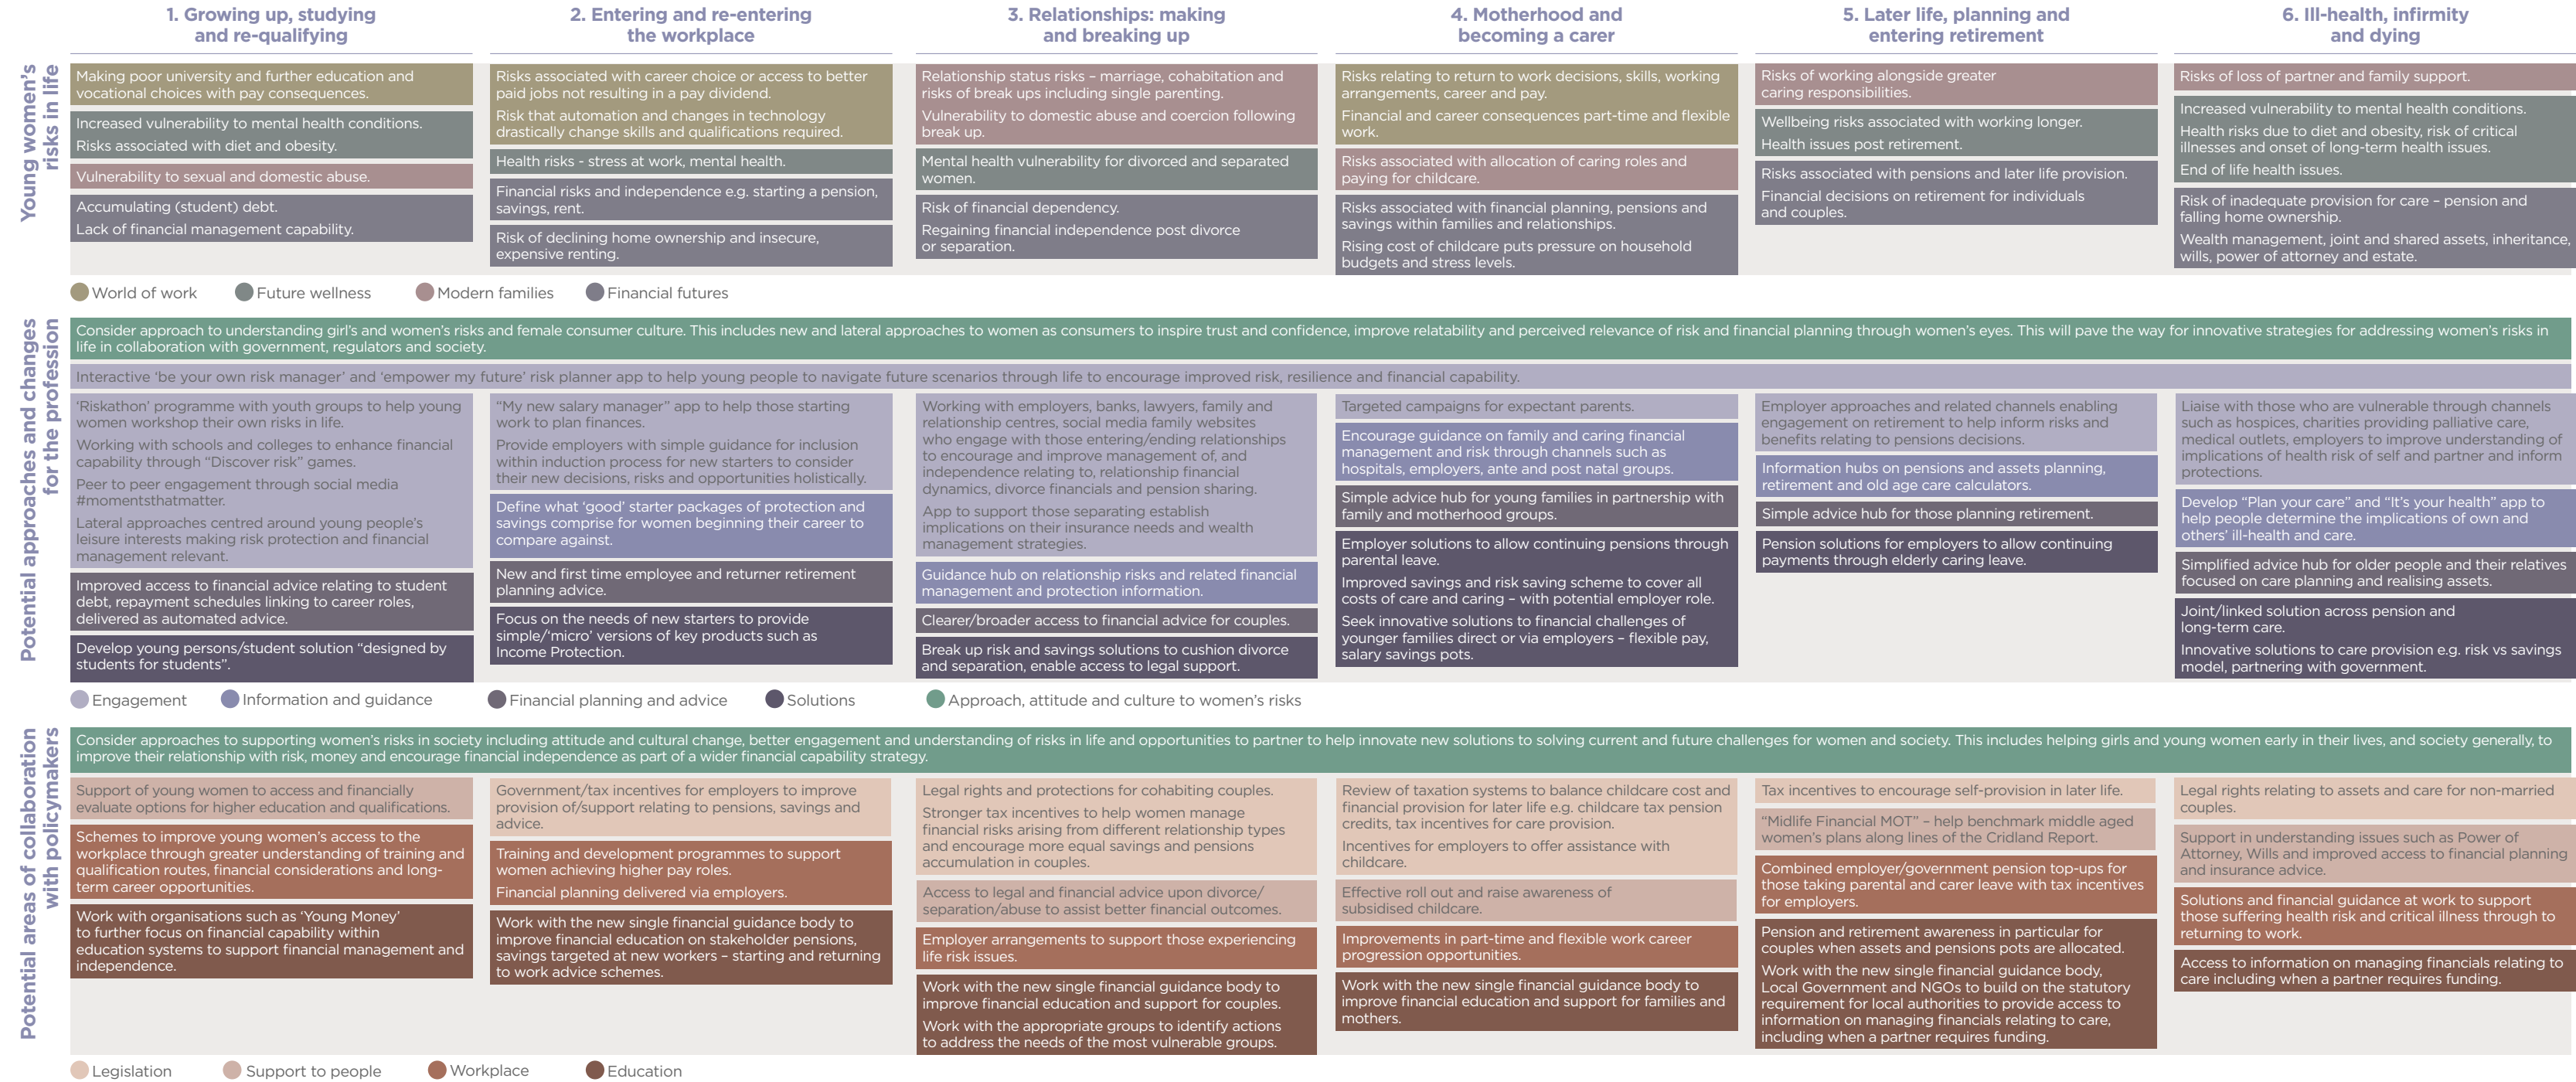 1. Growing up, studying
and re-qualifying
2. Entering and re-entering
the workplace
3. Relationships: making
and breaking up
4. Motherhood and
becoming a carer
5. Later life, planning and
entering retirement
6. Ill-health, infirmity
and dying
Young women's
risks in life
Making poor university and further education and
vocational choices with pay consequences.
Increased vulnerability to mental health conditions.
Risks associated with diet and obesity.
Vulnerability to sexual and domestic abuse.
Accumulating (student) debt.
Lack of financial management capability.
Risks associated with career choice or access to better
paid jobs not resulting in a pay dividend.
Risk that automation and changes in technology
drastically change skills and qualifications required.
Health risks - stress at work, mental health.
Financial risks and independence e.g. starting a pension,
savings, rent.
Risk of declining home ownership and insecure,
expensive renting.
Relationship status risks – marriage, cohabitation and
risks of break ups including single parenting.
Vulnerability to domestic abuse and coercion following
break up.
Mental health vulnerability for divorced and separated
women.
Risk of financial dependency.
Regaining financial independence post divorce
or separation.
Risks relating to return to work decisions, skills, working
arrangements, career and pay.
Financial and career consequences part-time and flexible
work.
Risks associated with allocation of caring roles and
paying for childcare.
Risks associated with financial planning, pensions and
savings within families and relationships.
Rising cost of childcare puts pressure on household
budgets and stress levels.
Risks of working alongside greater
caring responsibilities.
Wellbeing risks associated with working longer.
Health issues post retirement.
Risks associated with pensions and later life provision.
Financial decisions on retirement for individuals
and couples.
Risks of loss of partner and family support.
Increased vulnerability to mental health conditions.
Health risks due to diet and obesity, risk of critical
illnesses and onset of long-term health issues.
End of life health issues.
Risk of inadequate provision for care – pension and
falling home ownership.
Wealth management, joint and shared assets, inheritance,
wills, power of attorney and estate.
World of work
Future wellness
Modern families
Financial futures
Potential approaches and changes
for the profession
Consider approach to understanding girl's and women's risks and female consumer culture. This includes new and lateral approaches to women as consumers to inspire trust and confidence, improve relatability and perceived relevance of risk and financial planning through women's eyes. This will pave the way for innovative strategies for addressing women's risks in
life in collaboration with government, regulators and society.
Interactive 'be your own risk manager' and 'empower my future' risk planner app to help young people to navigate future scenarios through life to encourage improved risk, resilience and financial capability.
'Riskathon' programme with youth groups to help young
women workshop their own risks in life.
Working with schools and colleges to enhance financial
capability through "Discover risk" games.
Peer to peer engagement through social media
#momentsthatmatter.
Lateral approaches centred around young people's
leisure interests making risk protection and financial
management relevant.
Improved access to financial advice relating to student
debt, repayment schedules linking to career roles,
delivered as automated advice.
Develop young persons/student solution "designed by
students for students".
"My new salary manager" app to help those starting
work to plan finances.
Provide employers with simple guidance for inclusion
within induction process for new starters to consider
their new decisions, risks and opportunities holistically.
Define what 'good' starter packages of protection and
savings comprise for women beginning their career to
compare against.
New and first time employee and returner retirement
planning advice.
Focus on the needs of new starters to provide
simple/'micro' versions of key products such as
Income Protection.
Working with employers, banks, lawyers, family and
relationship centres, social media family websites
who engage with those entering/ending relationships
to encourage and improve management of, and
independence relating to, relationship financial
dynamics, divorce financials and pension sharing.
App to support those separating establish
implications on their insurance needs and wealth
management strategies.
Guidance hub on relationship risks and related financial
management and protection information.
Clearer/broader access to financial advice for couples.
Break up risk and savings solutions to cushion divorce
and separation, enable access to legal support.
Targeted campaigns for expectant parents.
Encourage guidance on family and caring financial
management and risk through channels such as
hospitals, employers, ante and post natal groups.
Simple advice hub for young families in partnership with
family and motherhood groups.
Employer solutions to allow continuing pensions through
parental leave.
Improved savings and risk saving scheme to cover all
costs of care and caring – with potential employer role.
Seek innovative solutions to financial challenges of
younger families direct or via employers – flexible pay,
salary savings pots.
Employer approaches and related channels enabling
engagement on retirement to help inform risks and
benefits relating to pensions decisions.
Information hubs on pensions and assets planning,
retirement and old age care calculators.
Simple advice hub for those planning retirement.
Pension solutions for employers to allow continuing
payments through elderly caring leave.
Liaise with those who are vulnerable through channels
such as hospices, charities providing palliative care,
medical outlets, employers to improve understanding of
implications of health risk of self and partner and inform
protections.
Develop "Plan your care" and "It's your health" app to
help people determine the implications of own and
others' ill-health and care.
Simplified advice hub for older people and their relatives
focused on care planning and realising assets.
Joint/linked solution across pension and
long-term care.
Innovative solutions to care provision e.g. risk vs savings
model, partnering with government.
Engagement
Information and guidance
Financial planning and advice
Solutions
Approach, attitude and culture to women's risks
Potential areas of collaboration
with policymakers
Consider approaches to supporting women's risks in society including attitude and cultural change, better engagement and understanding of risks in life and opportunities to partner to help innovate new solutions to solving current and future challenges for women and society. This includes helping girls and young women early in their lives, and society generally, to
improve their relationship with risk, money and encourage financial independence as part of a wider financial capability strategy.
Support of young women to access and financially
evaluate options for higher education and qualifications.
Schemes to improve young women's access to the
workplace through greater understanding of training and
qualification routes, financial considerations and long-
term career opportunities.
Work with organisations such as 'Young Money'
to further focus on financial capability within
education systems to support financial management and
independence.
Government/tax incentives for employers to improve
provision of/support relating to pensions, savings and
advice.
Training and development programmes to support
women achieving higher pay roles.
Financial planning delivered via employers.
Work with the new single financial guidance body to
improve financial education on stakeholder pensions,
savings targeted at new workers – starting and returning
to work advice schemes.
Legal rights and protections for cohabiting couples.
Stronger tax incentives to help women manage
financial risks arising from different relationship types
and encourage more equal savings and pensions
accumulation in couples.
Access to legal and financial advice upon divorce/
separation/abuse to assist better financial outcomes.
Employer arrangements to support those experiencing
life risk issues.
Work with the new single financial guidance body to
improve financial education and support for couples.
Work with the appropriate groups to identify actions
to address the needs of the most vulnerable groups.
Review of taxation systems to balance childcare cost and
financial provision for later life e.g. childcare tax pension
credits, tax incentives for care provision.
Incentives for employers to offer assistance with
childcare.
Effective roll out and raise awareness of
subsidised childcare.
Improvements in part-time and flexible work career
progression opportunities.
Work with the new single financial guidance body to
improve financial education and support for families and
mothers.
Tax incentives to encourage self-provision in later life.
"Midlife Financial MOT" – help benchmark middle aged
women's plans along lines of the Cridland Report.
Combined employer/government pension top-ups for
those taking parental and carer leave with tax incentives
for employers.
Pension and retirement awareness in particular for
couples when assets and pensions pots are allocated.
Work with the new single financial guidance body,
Local Government and NGOs to build on the statutory
requirement for local authorities to provide access to
information on managing financials relating to care,
including when a partner requires funding.
Legal rights relating to assets and care for non-married
couples.
Support in understanding issues such as Power of
Attorney, Wills and improved access to financial planning
and insurance advice.
Solutions and financial guidance at work to support
those suffering health risk and critical illness through to
returning to work.
Access to information on managing financials relating to
care including when a partner requires funding.
Legislation
Support to people
Workplace
Education